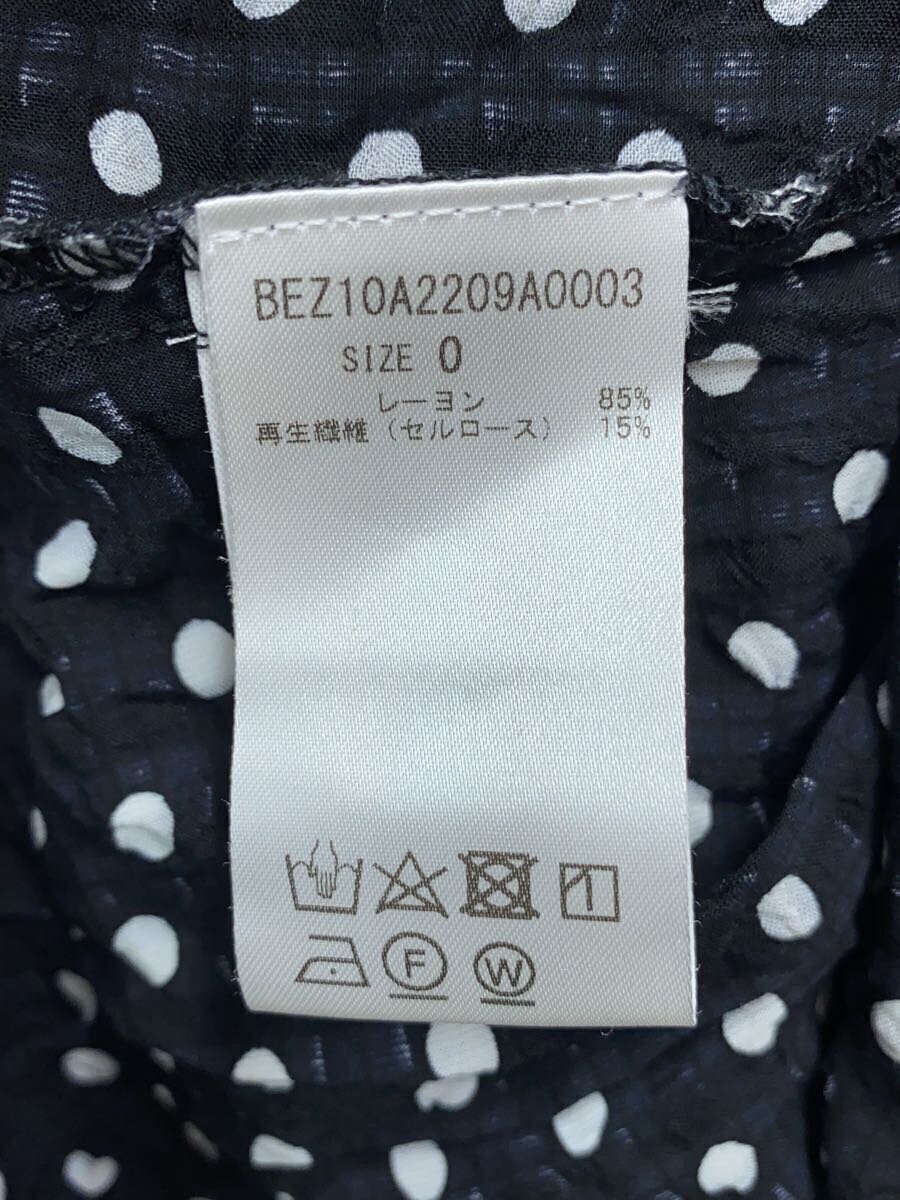 BEZ10A2209A0003
SIZE 0
レーヨン 85%
再生繊維（セルロース） 15%
F W